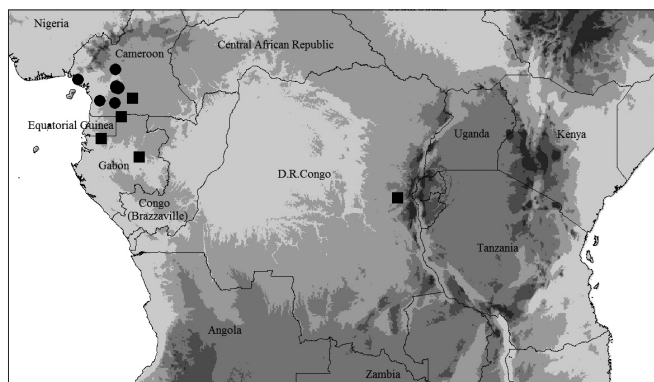 Nigeria
Cameroon
Central African Republic
Equatorial Guinea
Uganda
Kenya
Gabon
D.R.Congo
Congo
(Brazzaville)
Tanzania
Angola
Zambia